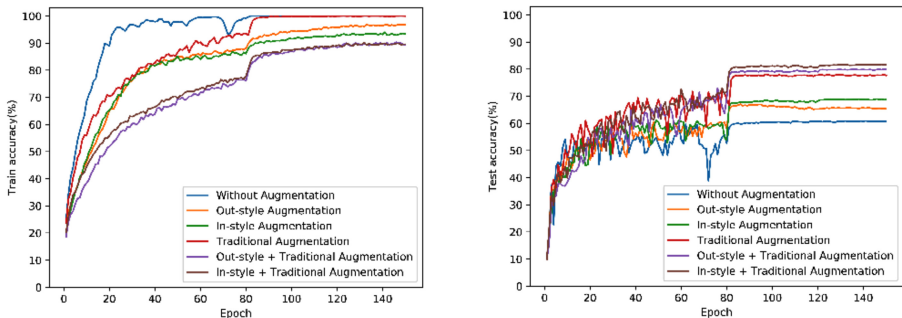 Train accuracy(%)
100
90
80
70
60
50
40
30
20
10
0
0 20 40 60 80 100 120 140
Epoch
Without Augmentation
Out-style Augmentation
In-style Augmentation
Traditional Augmentation
Out-style + Traditional Augmentation
In-style + Traditional Augmentation
Test accuracy(%)
100
90
80
70
60
50
40
30
20
10
0
0 20 40 60 80 100 120 140
Epoch
Without Augmentation
Out-style Augmentation
In-style Augmentation
Traditional Augmentation
Out-style + Traditional Augmentation
In-style + Traditional Augmentation